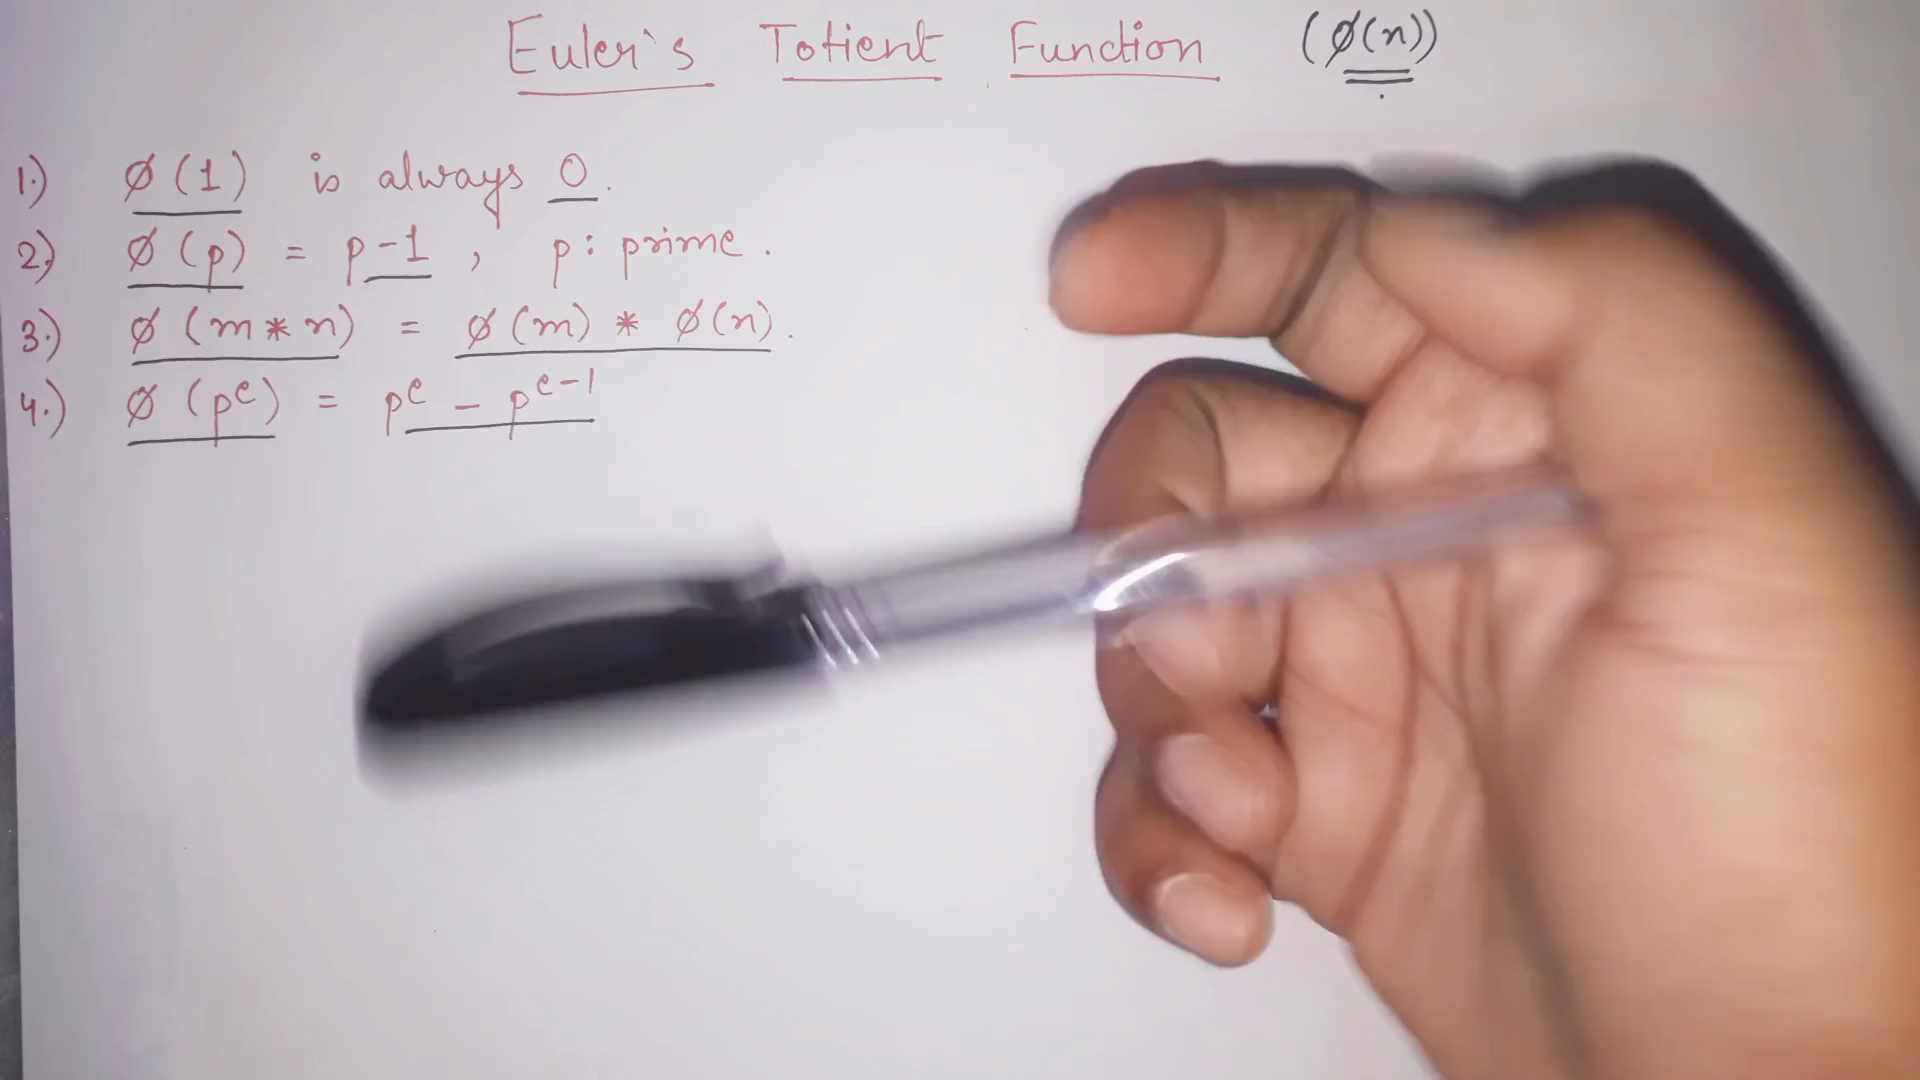 Euler's Totient Function (ø(n))
1.) ø(1) is always 0.
2.) ø(p) = p-1, p: prime.
3.) ø(m*n) = ø(m) * ø(n).
4.) ø(p^e) = p^e - p^{e-1}